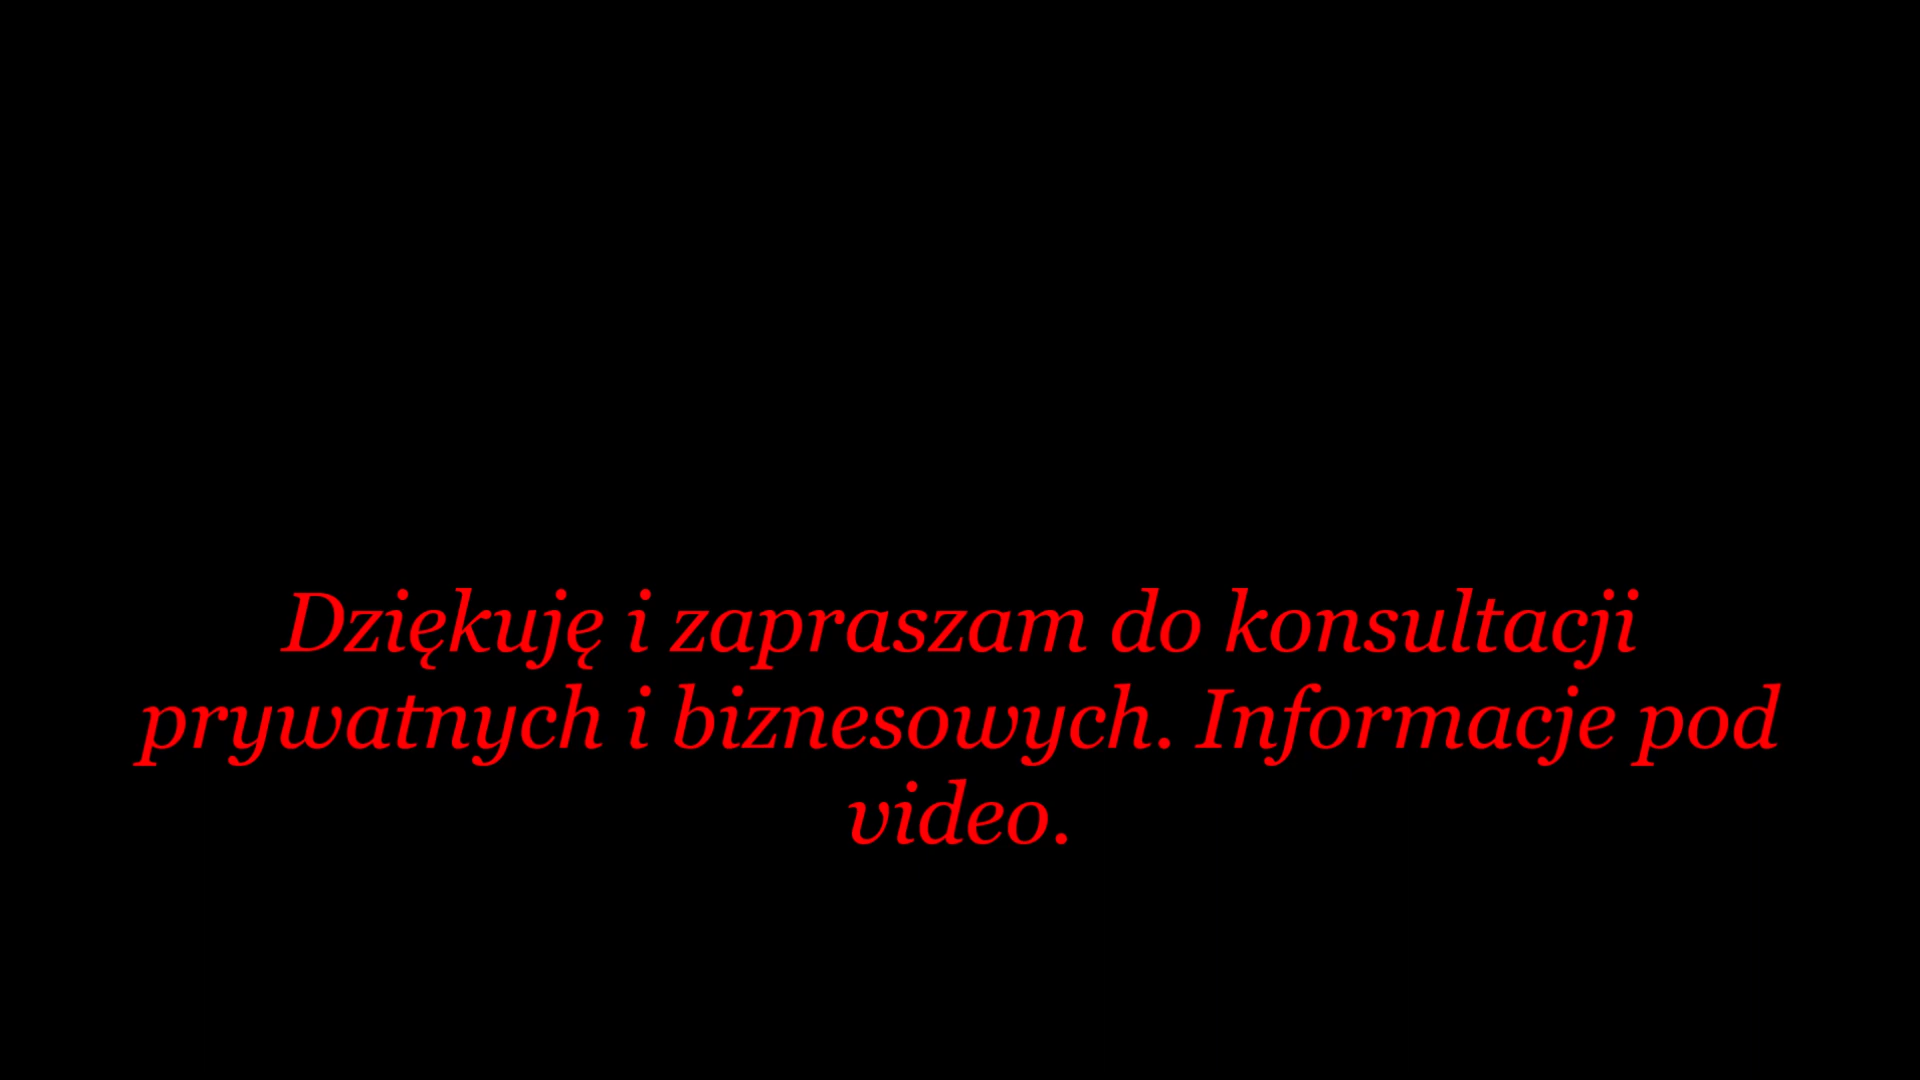 Dziękuję i zapraszam do konsultacji
prywatnych i biznesowych. Informacje pod
video.